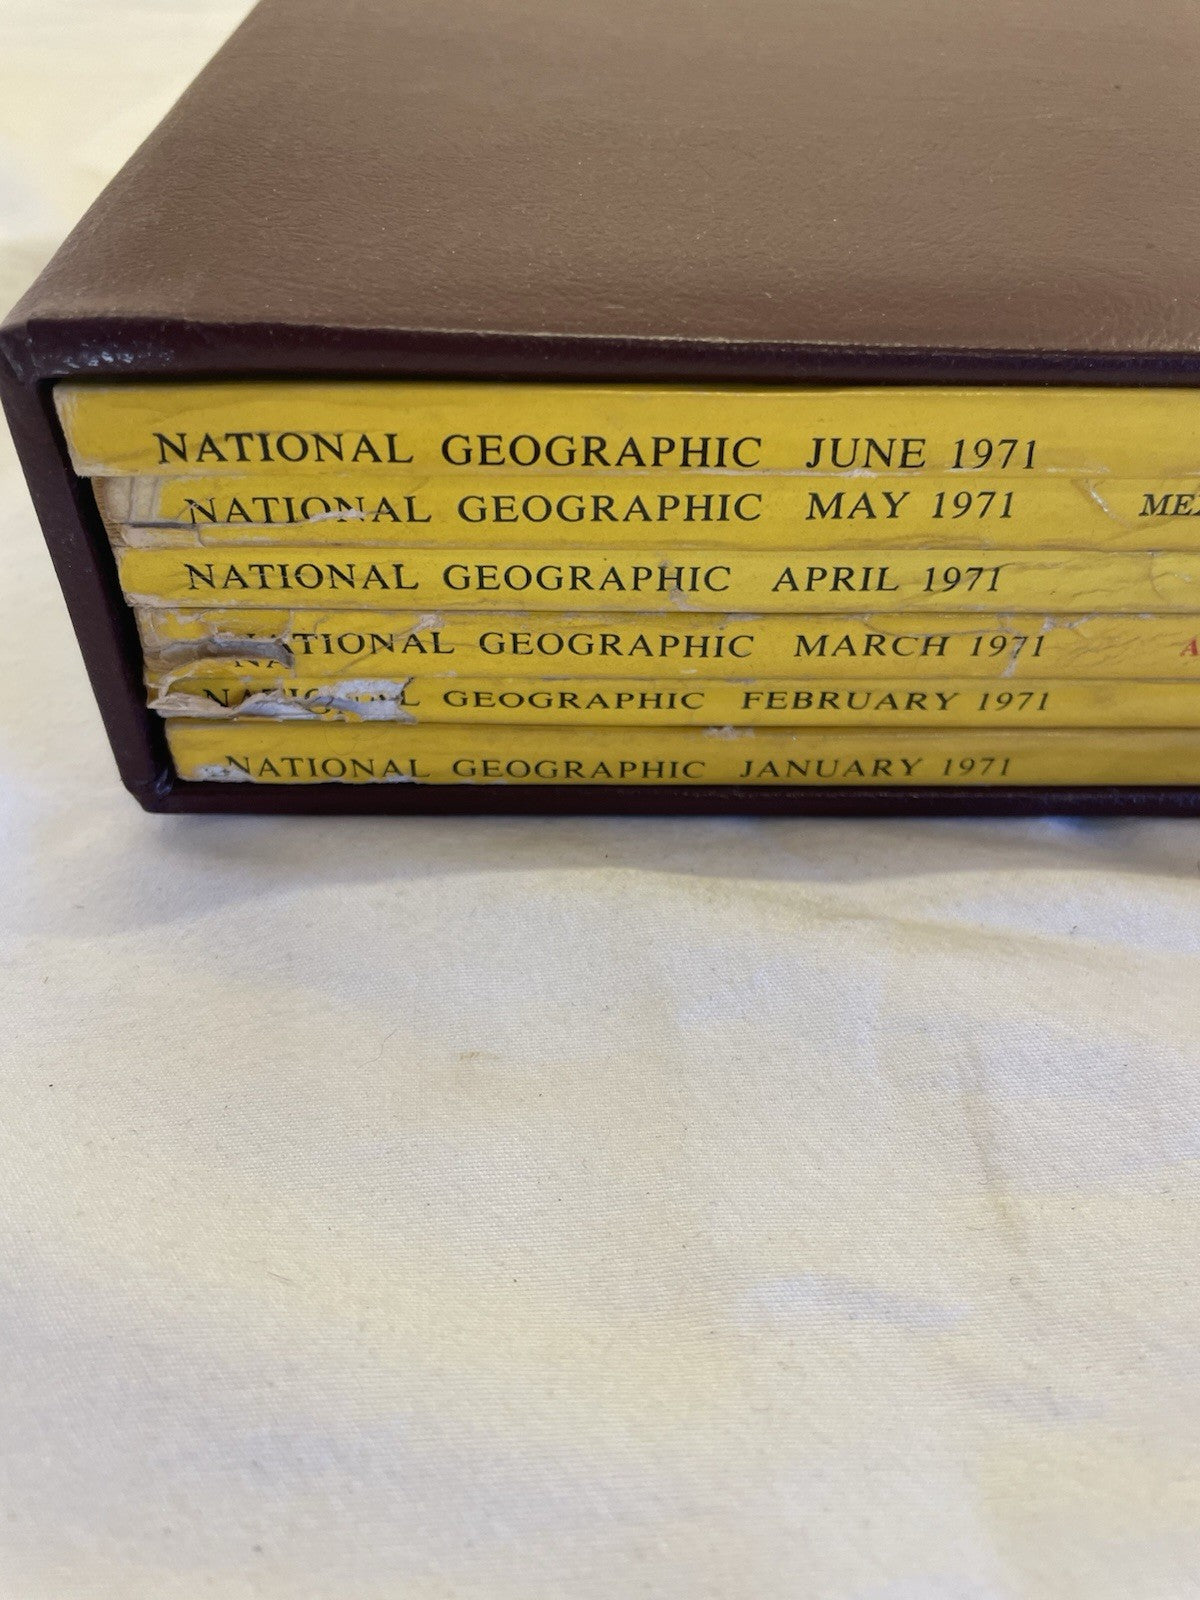 NATIONAL GEOGRAPHIC JUNE 1971
NATIONAL GEOGRAPHIC MAY 1971
NATIONAL GEOGRAPHIC APRIL 1971
NATIONAL GEOGRAPHIC MARCH 1971
NATIONAL GEOGRAPHIC FEBRUARY 1971
NATIONAL GEOGRAPHIC JANUARY 1971